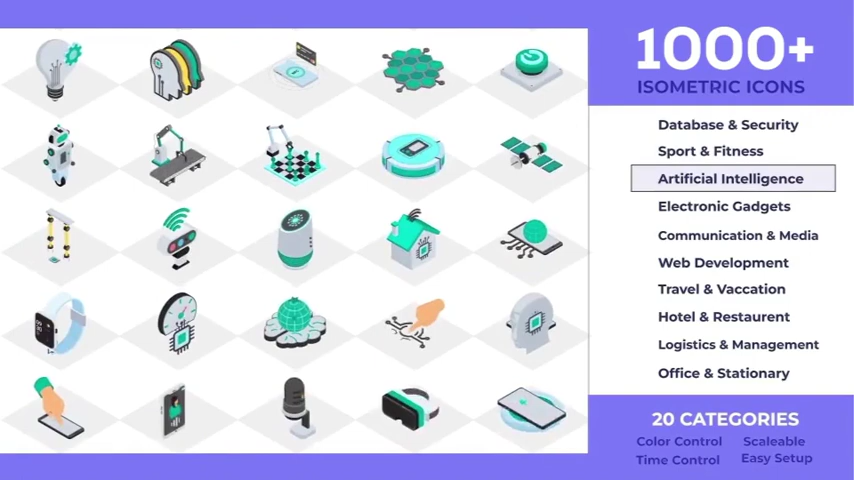 1000+
ISOMETRIC ICONS
Database & Security
Sport & Fitness
Artificial Intelligence
Electronic Gadgets
Communication & Media
Web Development
Travel & Vaccation
Hotel & Restaurent
Logistics & Management
Office & Stationary
20 CATEGORIES
Color Control Scaleable
Time Control Easy Setup